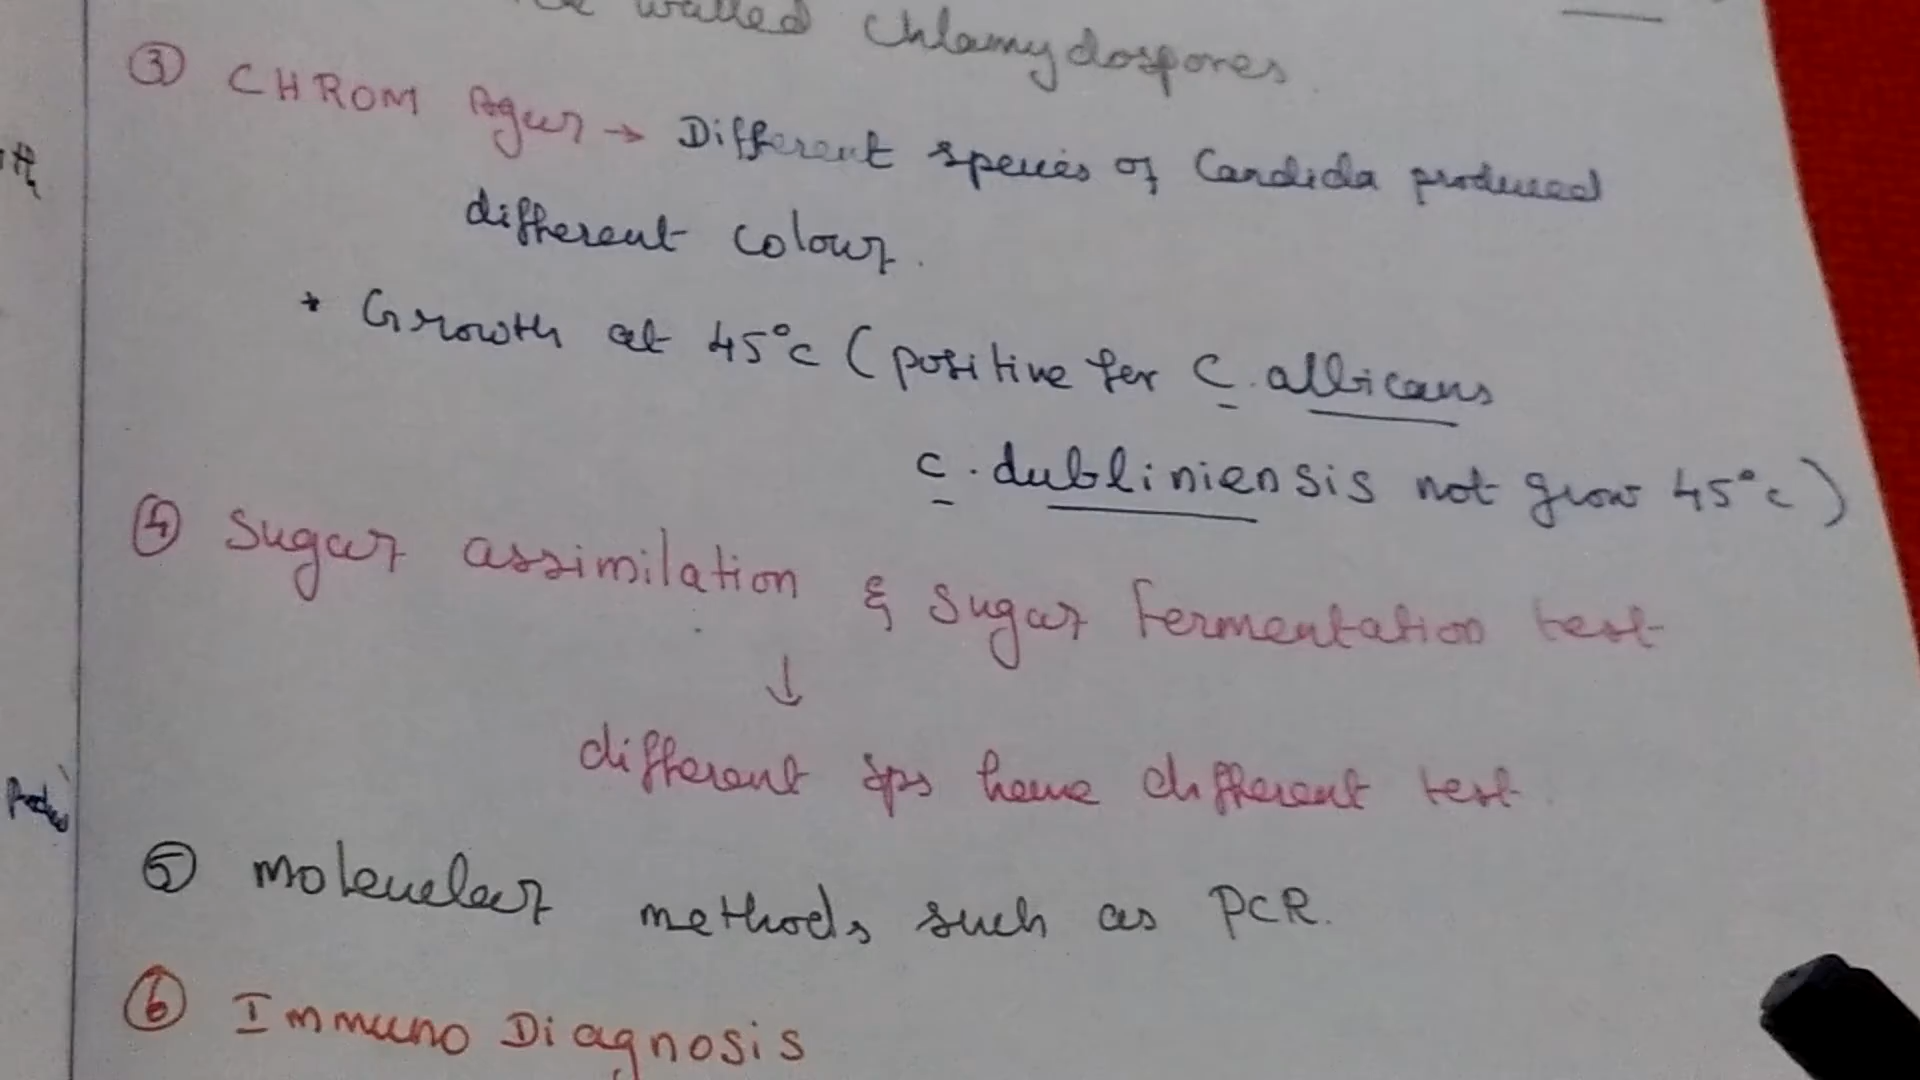 walled Chlamydospores
③ CHROM Agar → Different species of Candida produced
different colour.
* Growth at 45°c (positive for C. albicans
c. dubliniensis not grow 45°c)
④ Sugar assimilation & Sugar Fermentation test
↓
different sps have different test
⑤ Molecular methods such as PCR.
⑥ Immuno Diagnosis